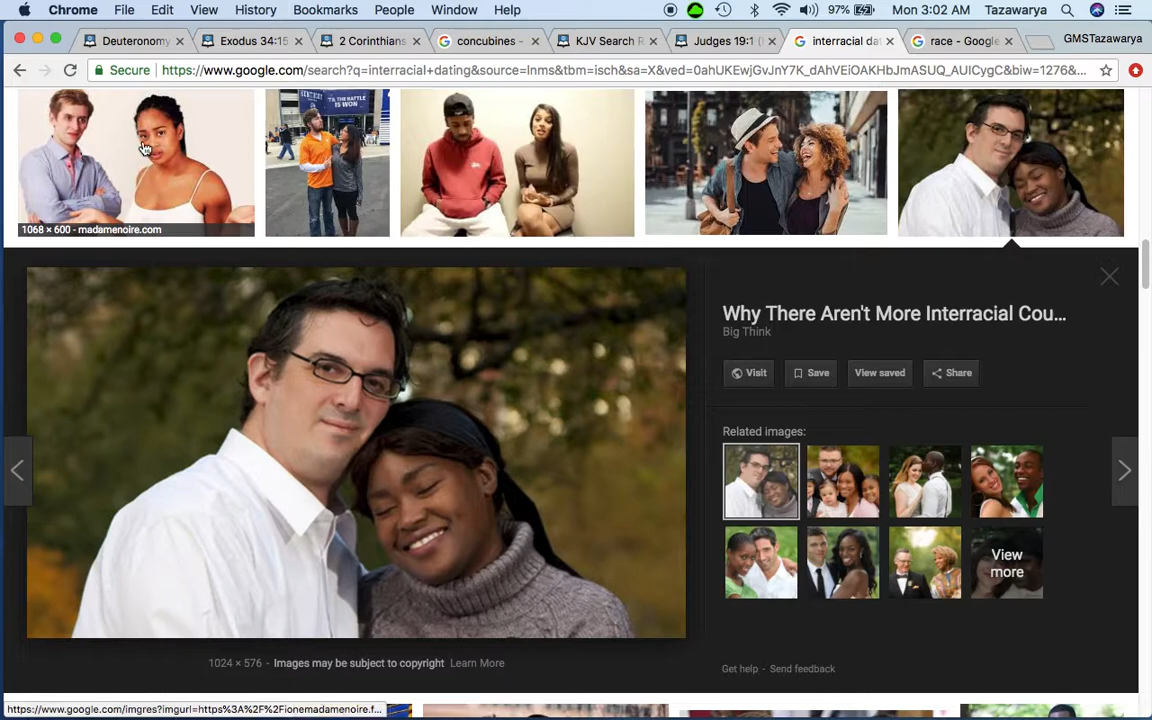 Chrome File Edit View History Bookmarks People Window Help 97% Mon 3:02 AM Tazawarya
Deuteronomy Exodus 34:15 2 Corinthians concubines - KJV Search R Judges 19:1 ( interracial dat race - Google GMSTazawarya
Secure https://www.google.com/search?q=interracial+dating&source=lnms&tbm=isch&sa=X&ved=0ahUKEwjGvJnY7K_dAhVEiOAKHbJmASUQ_AUICygC&biw=1276&...
1068 × 600 - madamenoire.com
Why There Aren't More Interracial Cou...
Big Think
Visit Save View saved Share
Related images:
View
more
1024 × 576 - Images may be subject to copyright Learn More
Get help - Send feedback
https://www.google.com/imgres?imgurl=https%3A%2F%2Fionemadamenoire.f...